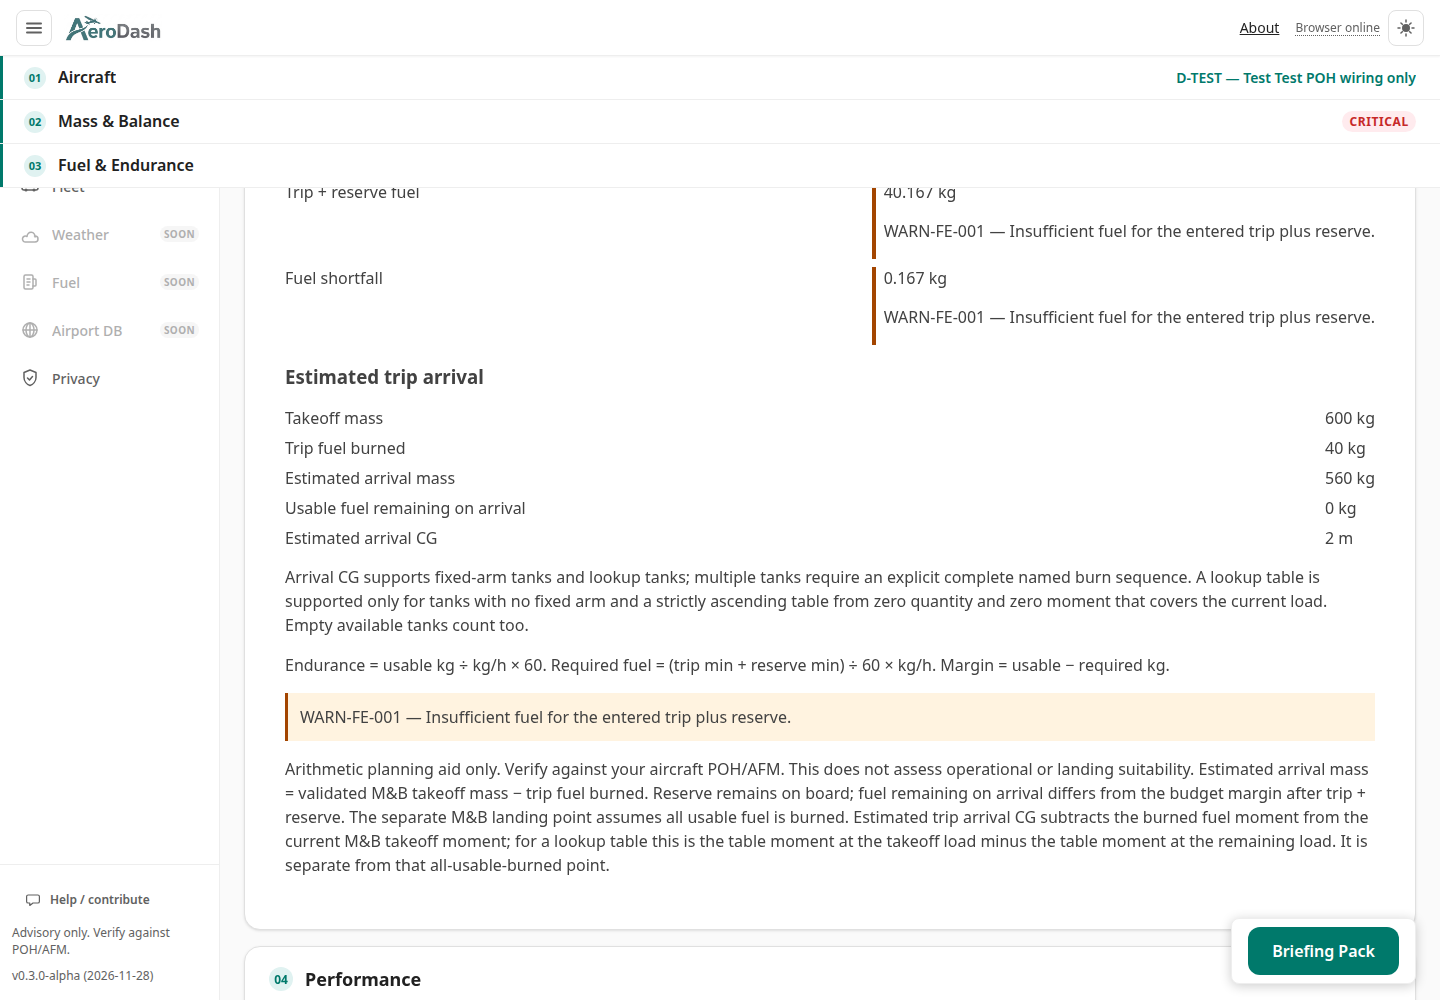 AeroDash
About
Browser online
01 Aircraft
D-TEST — Test Test POH wiring only
02 Mass & Balance
CRITICAL
03 Fuel & Endurance
Fleet
Weather SOON
Fuel SOON
Airport DB SOON
Privacy
Trip + reserve fuel
40.167 kg
WARN-FE-001 — Insufficient fuel for the entered trip plus reserve.
Fuel shortfall
0.167 kg
WARN-FE-001 — Insufficient fuel for the entered trip plus reserve.
Estimated trip arrival
Takeoff mass 600 kg
Trip fuel burned 40 kg
Estimated arrival mass 560 kg
Usable fuel remaining on arrival 0 kg
Estimated arrival CG 2 m
Arrival CG supports fixed-arm tanks and lookup tanks; multiple tanks require an explicit complete named burn sequence. A lookup table is
supported only for tanks with no fixed arm and a strictly ascending table from zero quantity and zero moment that covers the current load.
Empty available tanks count too.
Endurance = usable kg ÷ kg/h × 60. Required fuel = (trip min + reserve min) ÷ 60 × kg/h. Margin = usable − required kg.
WARN-FE-001 — Insufficient fuel for the entered trip plus reserve.
Arithmetic planning aid only. Verify against your aircraft POH/AFM. This does not assess operational or landing suitability. Estimated arrival mass
= validated M&B takeoff mass − trip fuel burned. Reserve remains on board; fuel remaining on arrival differs from the budget margin after trip +
reserve. The separate M&B landing point assumes all usable fuel is burned. Estimated trip arrival CG subtracts the burned fuel moment from the
current M&B takeoff moment; for a lookup table this is the table moment at the takeoff load minus the table moment at the remaining load. It is
separate from that all-usable-burned point.
Help / contribute
Advisory only. Verify against
POH/AFM.
v0.3.0-alpha (2026-11-28)
Briefing Pack
04 Performance